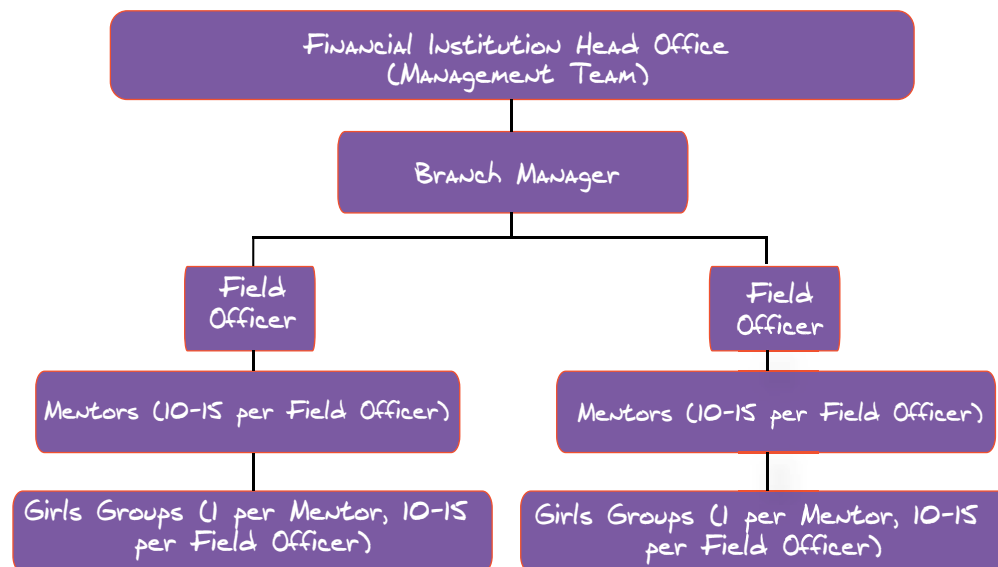 Financial Institution Head Office
(Management Team)
Branch Manager
Field
Officer
Field
Officer
Mentors (10-15 per Field Officer)
Mentors (10-15 per Field Officer)
Girls Groups (1 per Mentor, 10-15
per Field Officer)
Girls Groups (1 per Mentor, 10-15
per Field Officer)